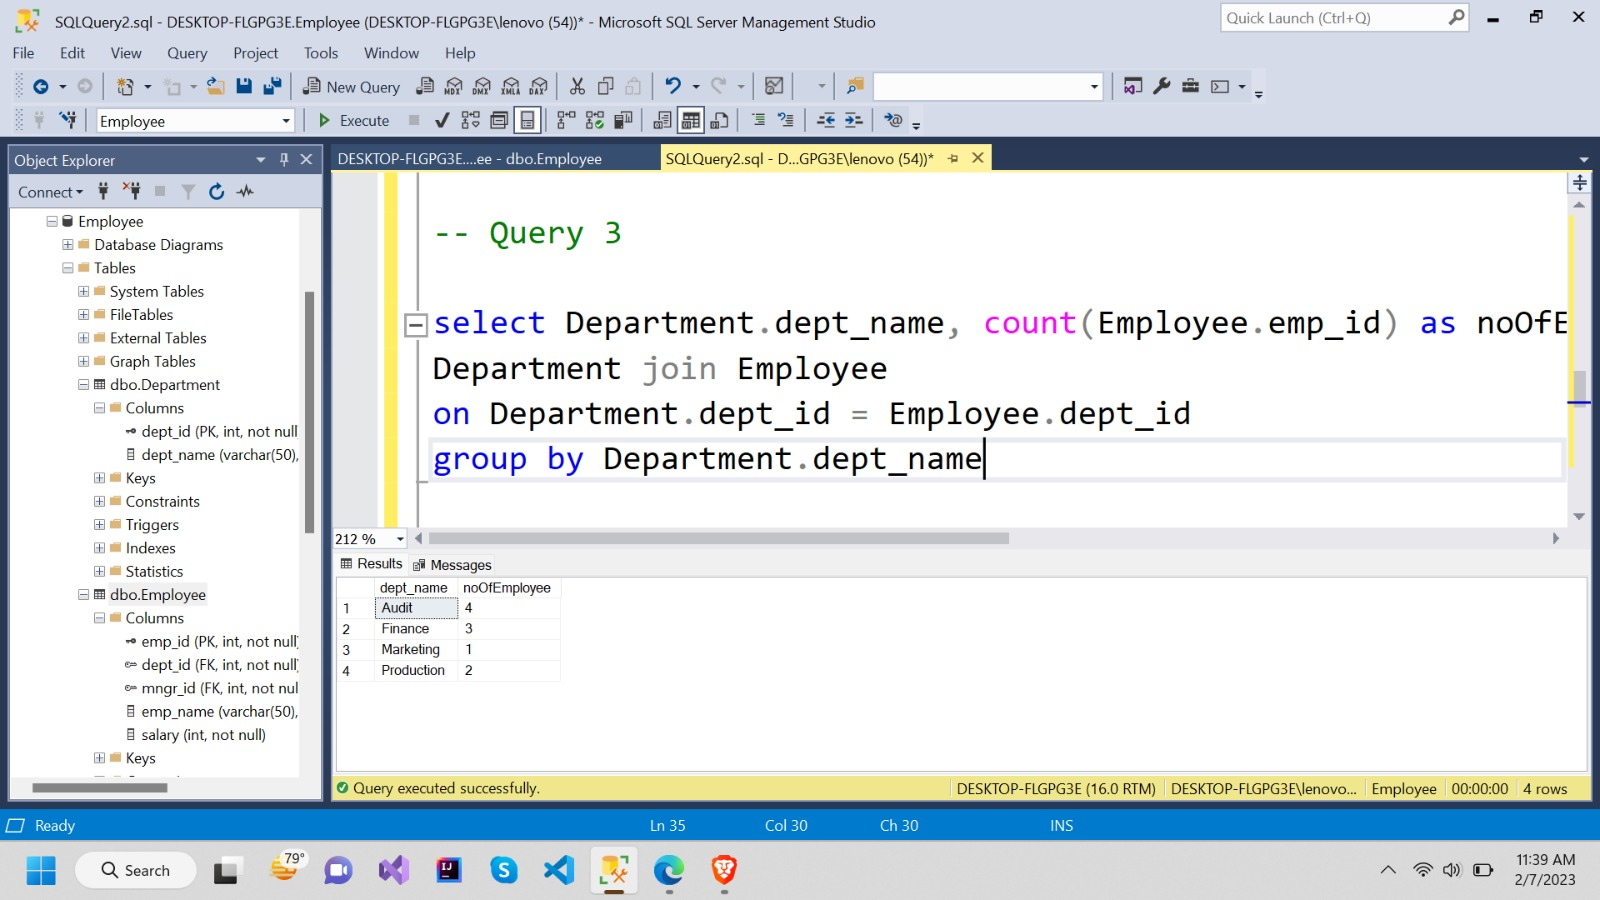 SQLQuery2.sql - DESKTOP-FLGPG3E.Employee (DESKTOP-FLGPG3E\lenovo (54))* - Microsoft SQL Server Management Studio
Quick Launch (Ctrl+Q)
File Edit View Query Project Tools Window Help
New Query MDX DMX XMLA DAX
Employee Execute
Object Explorer
Connect
Employee
Database Diagrams
Tables
System Tables
FileTables
External Tables
Graph Tables
dbo.Department
Columns
dept_id (PK, int, not null
dept_name (varchar(50),
Keys
Constraints
Triggers
Indexes
Statistics
dbo.Employee
Columns
emp_id (PK, int, not null
dept_id (FK, int, not null
mngr_id (FK, int, not nul
emp_name (varchar(50),
salary (int, not null)
Keys
DESKTOP-FLGPG3E....ee - dbo.Employee
SQLQuery2.sql - D...GPG3E\lenovo (54))*
-- Query 3
select Department.dept_name, count(Employee.emp_id) as noOfE
Department join Employee
on Department.dept_id = Employee.dept_id
group by Department.dept_name
212 %
Results Messages
dept_name noOfEmployee
1 Audit 4
2 Finance 3
3 Marketing 1
4 Production 2
Query executed successfully.
DESKTOP-FLGPG3E (16.0 RTM) DESKTOP-FLGPG3E\lenovo... Employee 00:00:00 4 rows
Ready Ln 35 Col 30 Ch 30 INS
Search
79°
11:39 AM
2/7/2023